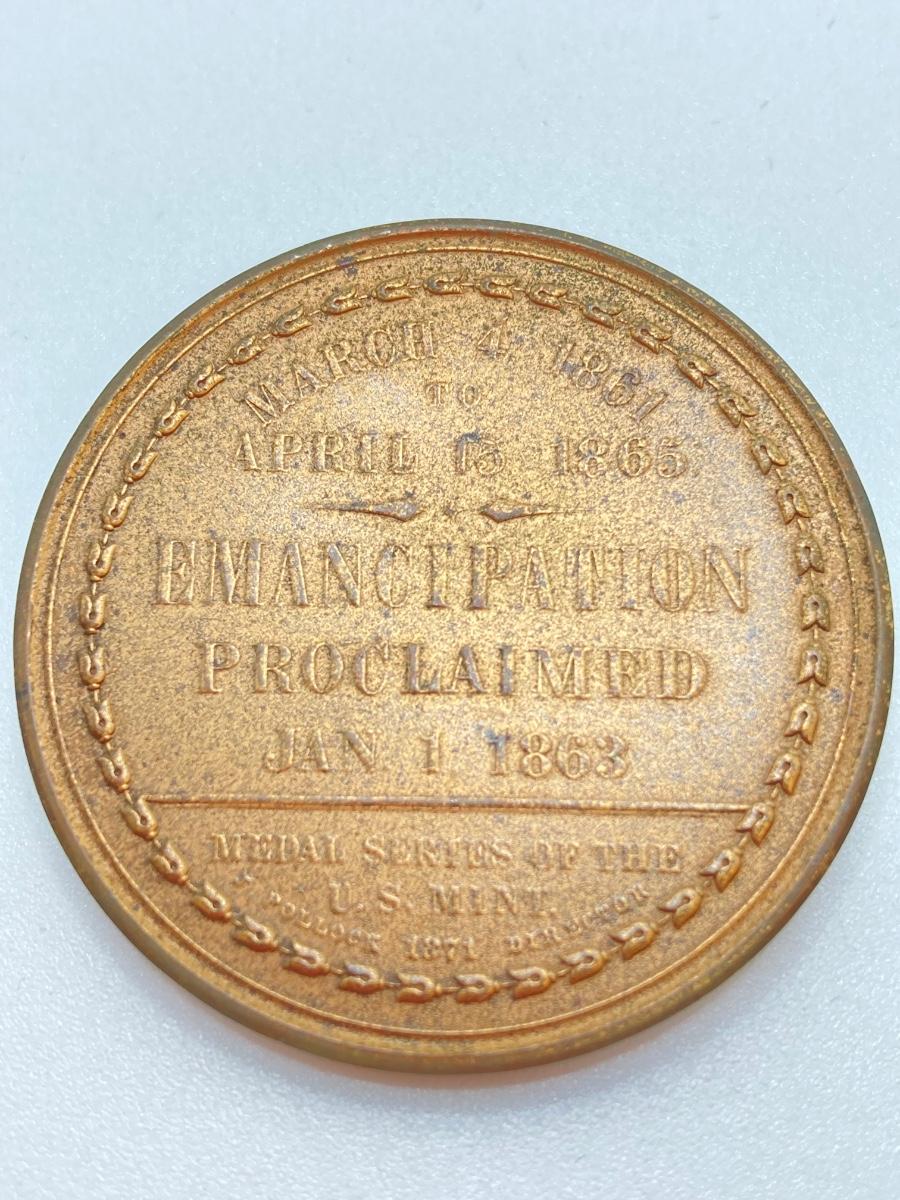 MARCH 4 1861
TO
APRIL 15 1865.
EMANCIPATION
PROCLAIMED
JAN. 1 1863.
MEDAL SERIES OF THE
U. S. MINT.
J. POLLOCK 1871 DIRECTOR